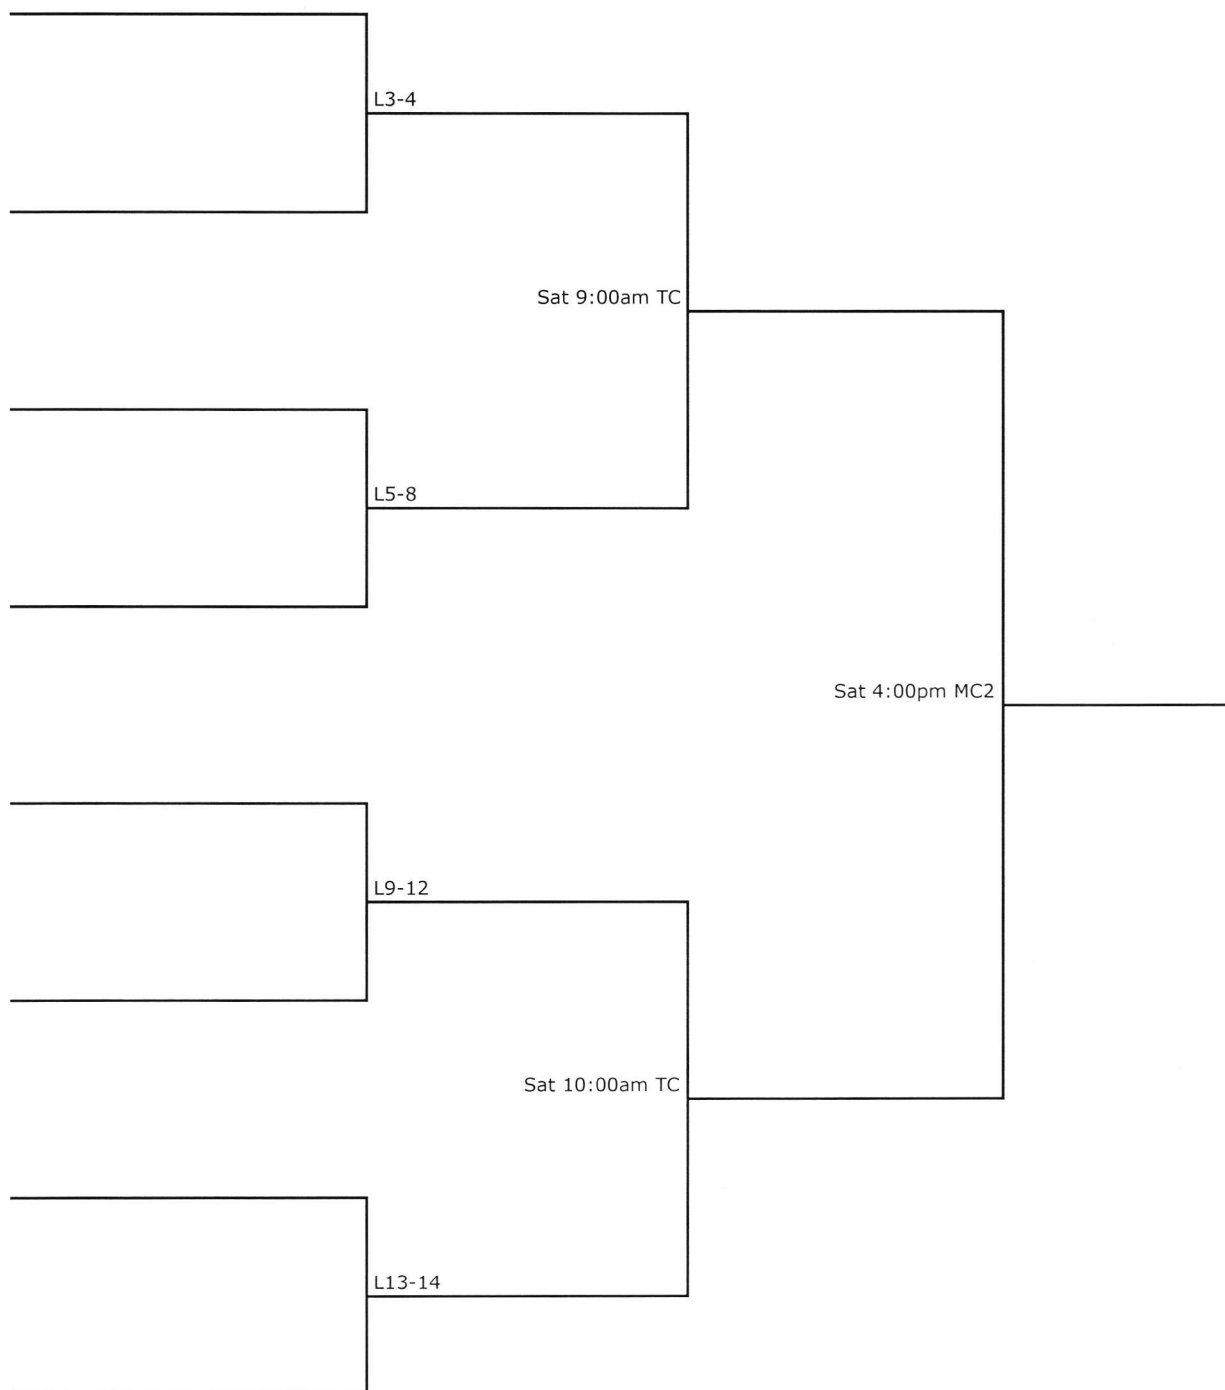 L3-4
Sat 9:00am TC
L5-8
Sat 4:00pm MC2
L9-12
Sat 10:00am TC
L13-14